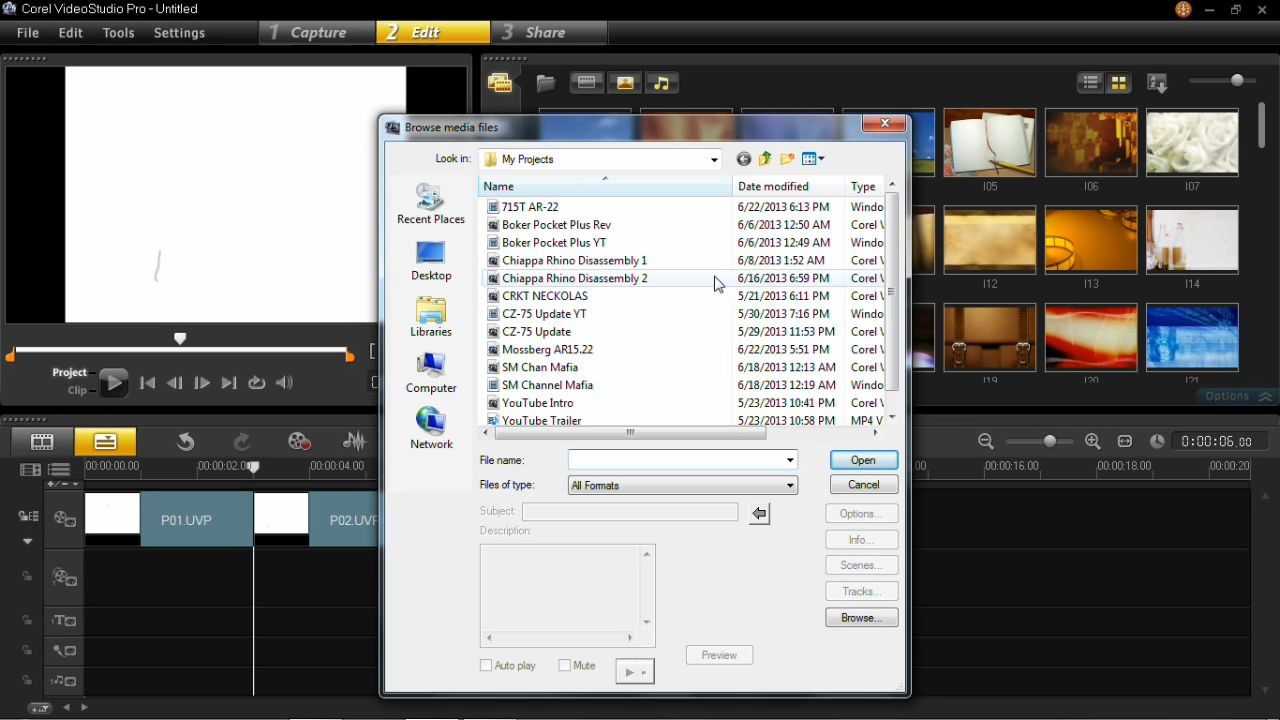 Corel VideoStudio Pro - Untitled
File Edit Tools Settings 1 Capture 2 Edit 3 Share
Browse media files
Look in: My Projects
Name Date modified Type
715T AR-22 6/22/2013 6:13 PM Windo
Boker Pocket Plus Rev 6/6/2013 12:50 AM Corel V
Boker Pocket Plus YT 6/6/2013 12:49 AM Windo
Chiappa Rhino Disassembly 1 6/8/2013 1:52 AM Corel V
Chiappa Rhino Disassembly 2 6/16/2013 6:59 PM Corel V
CRKT NECKOLAS 5/21/2013 6:11 PM Corel V
CZ-75 Update YT 5/30/2013 7:16 PM Windo
CZ-75 Update 5/29/2013 11:53 PM Corel V
Mossberg AR15.22 6/22/2013 5:51 PM Corel V
SM Chan Mafia 6/18/2013 12:13 AM Corel V
SM Channel Mafia 6/18/2013 12:19 AM Windo
YouTube Intro 5/23/2013 10:41 PM Corel V
YouTube Trailer 5/23/2013 10:58 PM MP4 V
Recent Places
Desktop
Libraries
Computer
Network
File name: Open
Files of type: All Formats Cancel
Subject: Options...
Description: Info...
Scenes...
Tracks...
Browse...
Preview
Auto play Mute
I05 I06 I07
I12 I13 I14
I19 I20 I21
Options
Project
Clip
0:00:06.00
00:00:00.00 00:00:02.0 00:00:04.00 .00 00:00:16.00 00:00:18.00 00:00:20
P01.UVP P02.UVP
1T